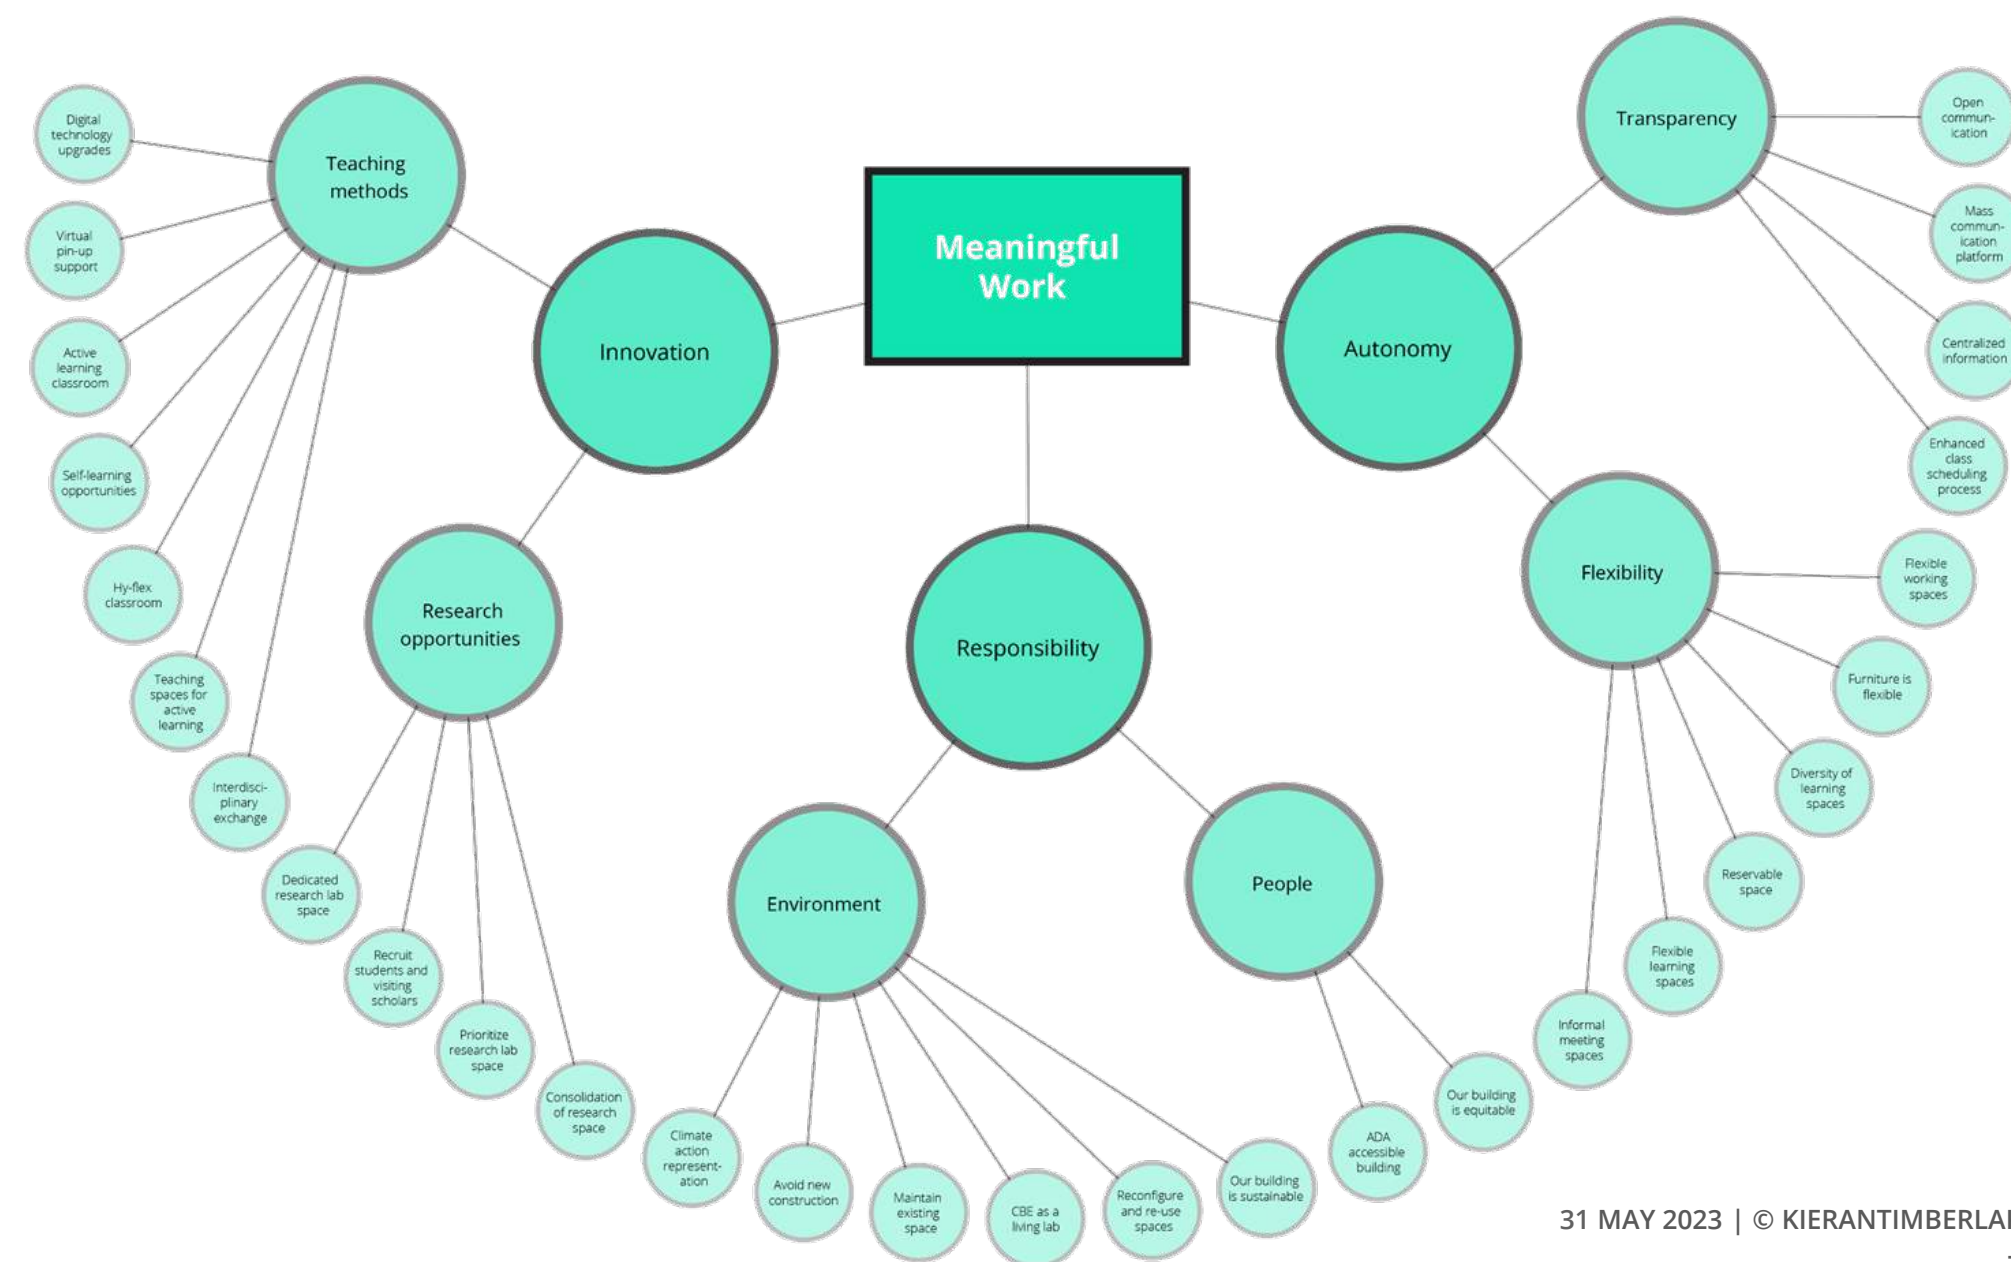 Meaningful
Work
Innovation
Teaching
methods
Digital
technology
upgrades
Virtual
pin-up
support
Active
learning
classroom
Self-learning
opportunities
Hy-flex
classroom
Teaching
spaces for
active
learning
Interdisci-
plinary
exchange
Research
opportunities
Dedicated
research lab
space
Recruit
students and
visiting
scholars
Prioritize
research lab
space
Consolidation
of research
space
Responsibility
Environment
Climate
action
represent-
ation
Avoid new
construction
Maintain
existing
space
CBE as a
living lab
Reconfigure
and re-use
spaces
Our building
is sustainable
People
ADA
accessible
building
Our building
is equitable
Autonomy
Transparency
Open
commun-
ication
Mass
commun-
ication
platform
Centralized
information
Enhanced
class
scheduling
process
Flexibility
Flexible
working
spaces
Furniture is
flexible
Diversity of
learning
spaces
Reservable
space
Flexible
learning
spaces
Informal
meeting
spaces
31 MAY 2023 | © KIERANTIMBERLA